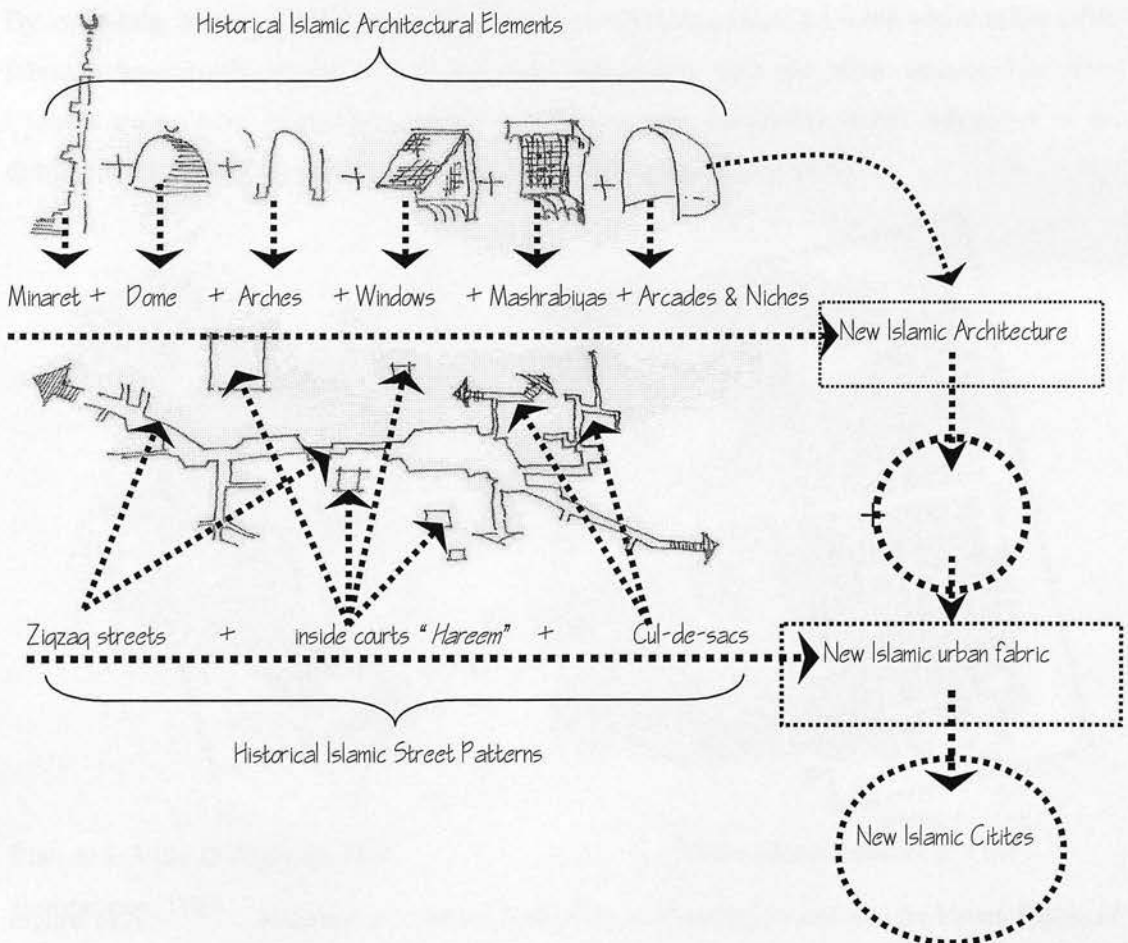 Historical Islamic Architectural Elements
Minaret + Dome + Arches + Windows + Mashrabiyas + Arcades & Niches
New Islamic Architecture
Zigzag streets + inside courts "Hareem" + Cul-de-sacs
New Islamic urban fabric
Historical Islamic Street Patterns
New Islamic Citites